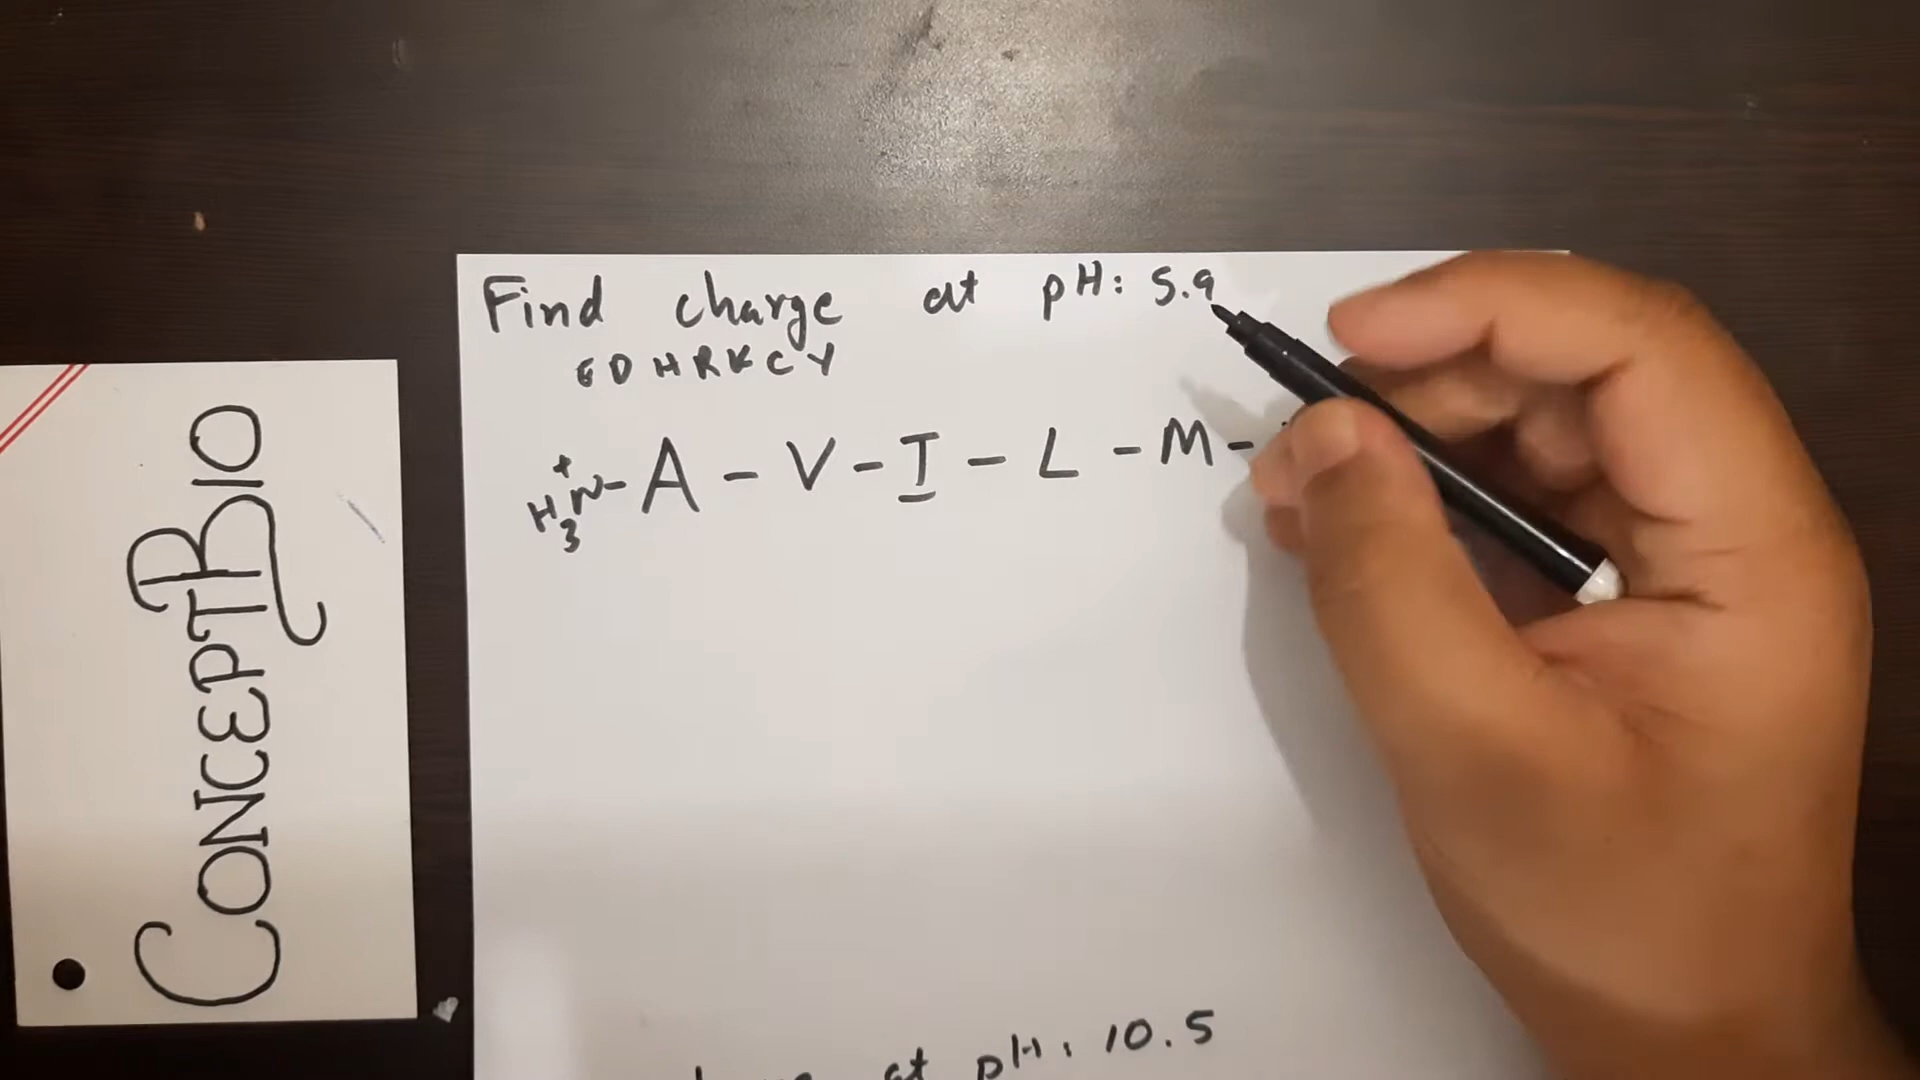 CONCEPTBIO
Find charge at pH: 5.9
E D H R K C Y
H3N+ - A - V - I - L - M -
at pH: 10.5